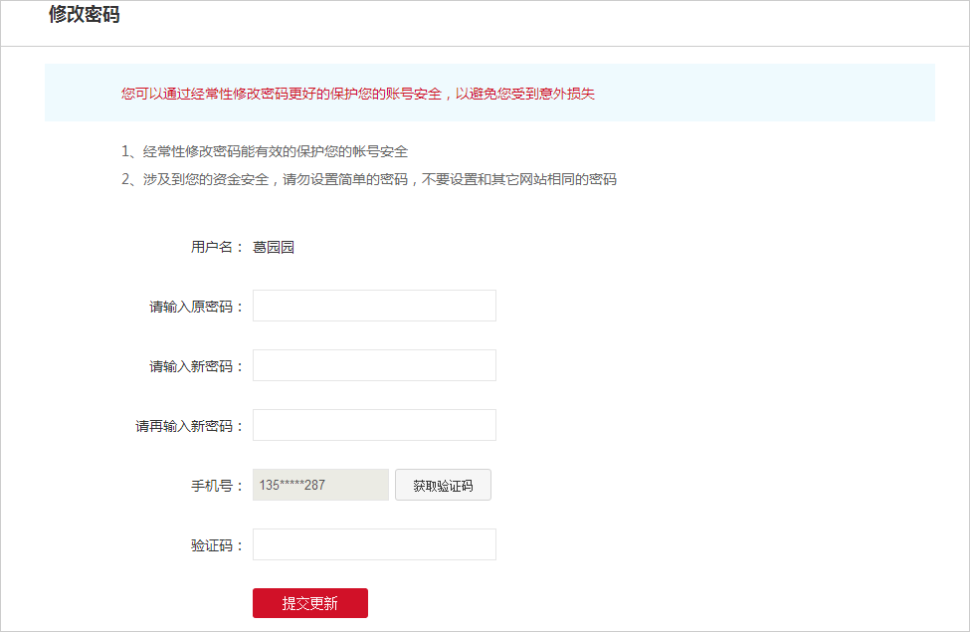 修改密码
您可以通过经常性修改密码更好的保护您的账号安全，以避免您受到意外损失
1、经常性修改密码能有效的保护您的帐号安全
2、涉及到您的资金安全，请勿设置简单的密码，不要设置和其它网站相同的密码
用户名： 葛园园
请输入原密码：
请输入新密码：
请再输入新密码：
手机号： 135*****287 获取验证码
验证码：
提交更新